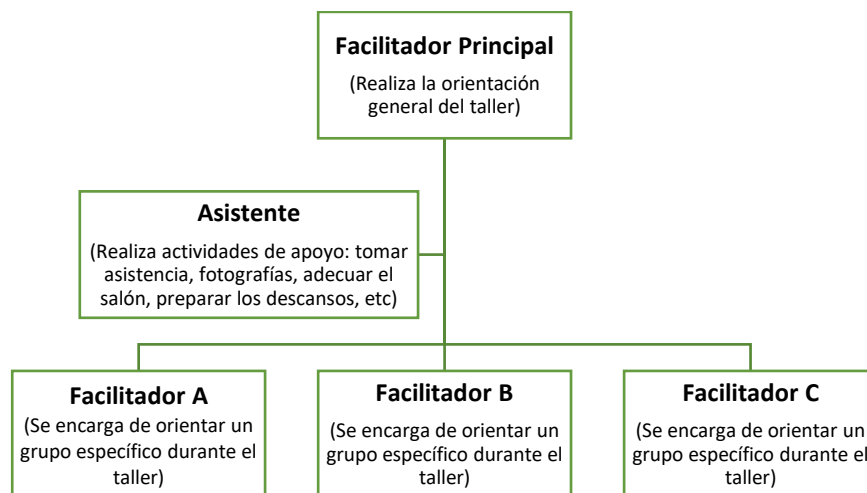 Facilitador Principal
(Realiza la orientación
general del taller)
Asistente
(Realiza actividades de apoyo: tomar
asistencia, fotografías, adecuar el
salón, preparar los descansos, etc)
Facilitador A
(Se encarga de orientar un
grupo específico durante el
taller)
Facilitador B
(Se encarga de orientar un
grupo específico durante el
taller)
Facilitador C
(Se encarga de orientar un
grupo específico durante el
taller)